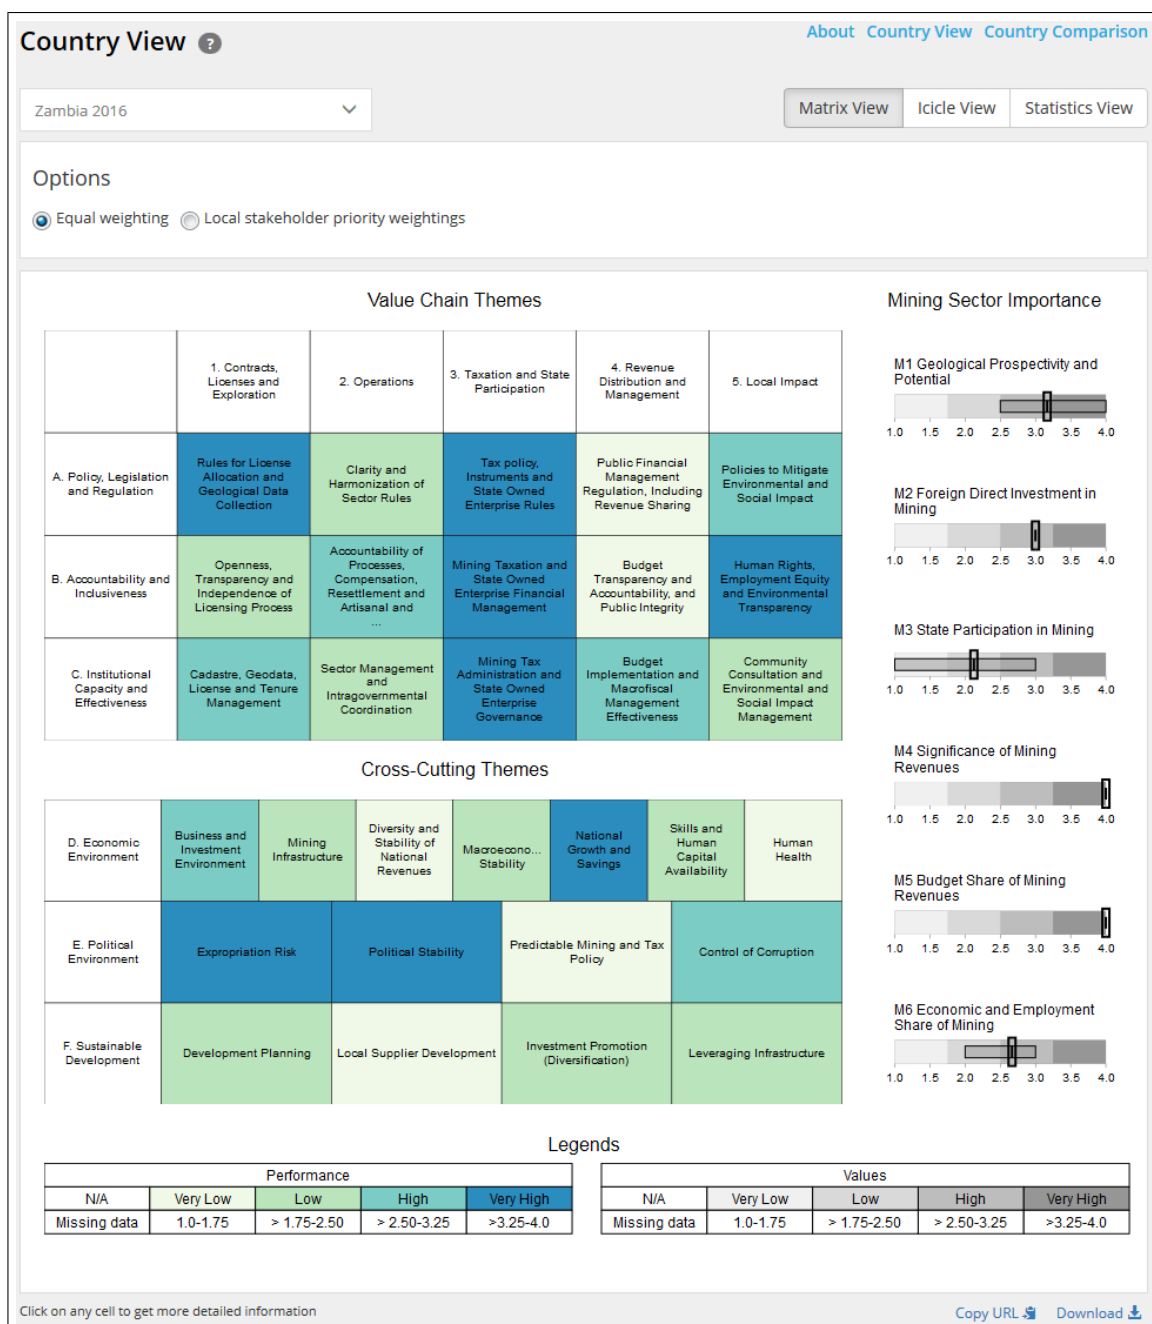 Country View ?
About Country View Country Comparison
Zambia 2016
Matrix View Icicle View Statistics View
Options
Equal weighting Local stakeholder priority weightings
Value Chain Themes
1. Contracts,
Licenses and
Exploration
2. Operations
3. Taxation and State
Participation
4. Revenue
Distribution and
Management
5. Local Impact
A. Policy, Legislation
and Regulation
Rules for License
Allocation and
Geological Data
Collection
Clarity and
Harmonization of
Sector Rules
Tax policy,
Instruments and
State Owned
Enterprise Rules
Public Financial
Management
Regulation, Including
Revenue Sharing
Policies to Mitigate
Environmental and
Social Impact
B. Accountability and
Inclusiveness
Openness,
Transparency and
Independence of
Licensing Process
Accountability of
Processes,
Compensation,
Resettlement and
Artisanal and
...
Mining Taxation and
State Owned
Enterprise Financial
Management
Budget
Transparency and
Accountability, and
Public Integrity
Human Rights,
Employment Equity
and Environmental
Transparency
C. Institutional
Capacity and
Effectiveness
Cadastre, Geodata,
License and Tenure
Management
Sector Management
and
Intragovernmental
Coordination
Mining Tax
Administration and
State Owned
Enterprise
Governance
Budget
Implementation and
Macrofiscal
Management
Effectiveness
Community
Consultation and
Environmental and
Social Impact
Management
Cross-Cutting Themes
D. Economic
Environment
Business and
Investment
Environment
Mining
Infrastructure
Diversity and
Stability of
National
Revenues
Macroecono...
Stability
National
Growth and
Savings
Skills and
Human
Capital
Availability
Human
Health
E. Political
Environment
Expropriation Risk
Political Stability
Predictable Mining and Tax
Policy
Control of Corruption
F. Sustainable
Development
Development Planning
Local Supplier Development
Investment Promotion
(Diversification)
Leveraging Infrastructure
Mining Sector Importance
M1 Geological Prospectivity and
Potential
1.0 1.5 2.0 2.5 3.0 3.5 4.0
M2 Foreign Direct Investment in
Mining
1.0 1.5 2.0 2.5 3.0 3.5 4.0
M3 State Participation in Mining
1.0 1.5 2.0 2.5 3.0 3.5 4.0
M4 Significance of Mining
Revenues
1.0 1.5 2.0 2.5 3.0 3.5 4.0
M5 Budget Share of Mining
Revenues
1.0 1.5 2.0 2.5 3.0 3.5 4.0
M6 Economic and Employment
Share of Mining
1.0 1.5 2.0 2.5 3.0 3.5 4.0
Legends
Performance
N/A Very Low Low High Very High
Missing data 1.0-1.75 > 1.75-2.50 > 2.50-3.25 >3.25-4.0
Values
N/A Very Low Low High Very High
Missing data 1.0-1.75 > 1.75-2.50 > 2.50-3.25 >3.25-4.0
Click on any cell to get more detailed information
Copy URL Download